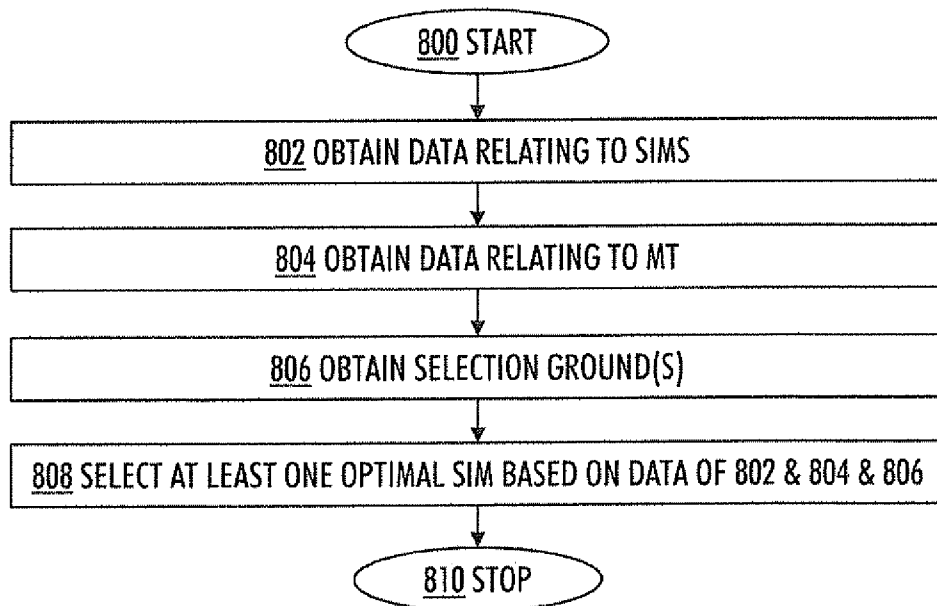 800 START
802 OBTAIN DATA RELATING TO SIMS
804 OBTAIN DATA RELATING TO MT
806 OBTAIN SELECTION GROUND(S)
808 SELECT AT LEAST ONE OPTIMAL SIM BASED ON DATA OF 802 & 804 & 806
810 STOP